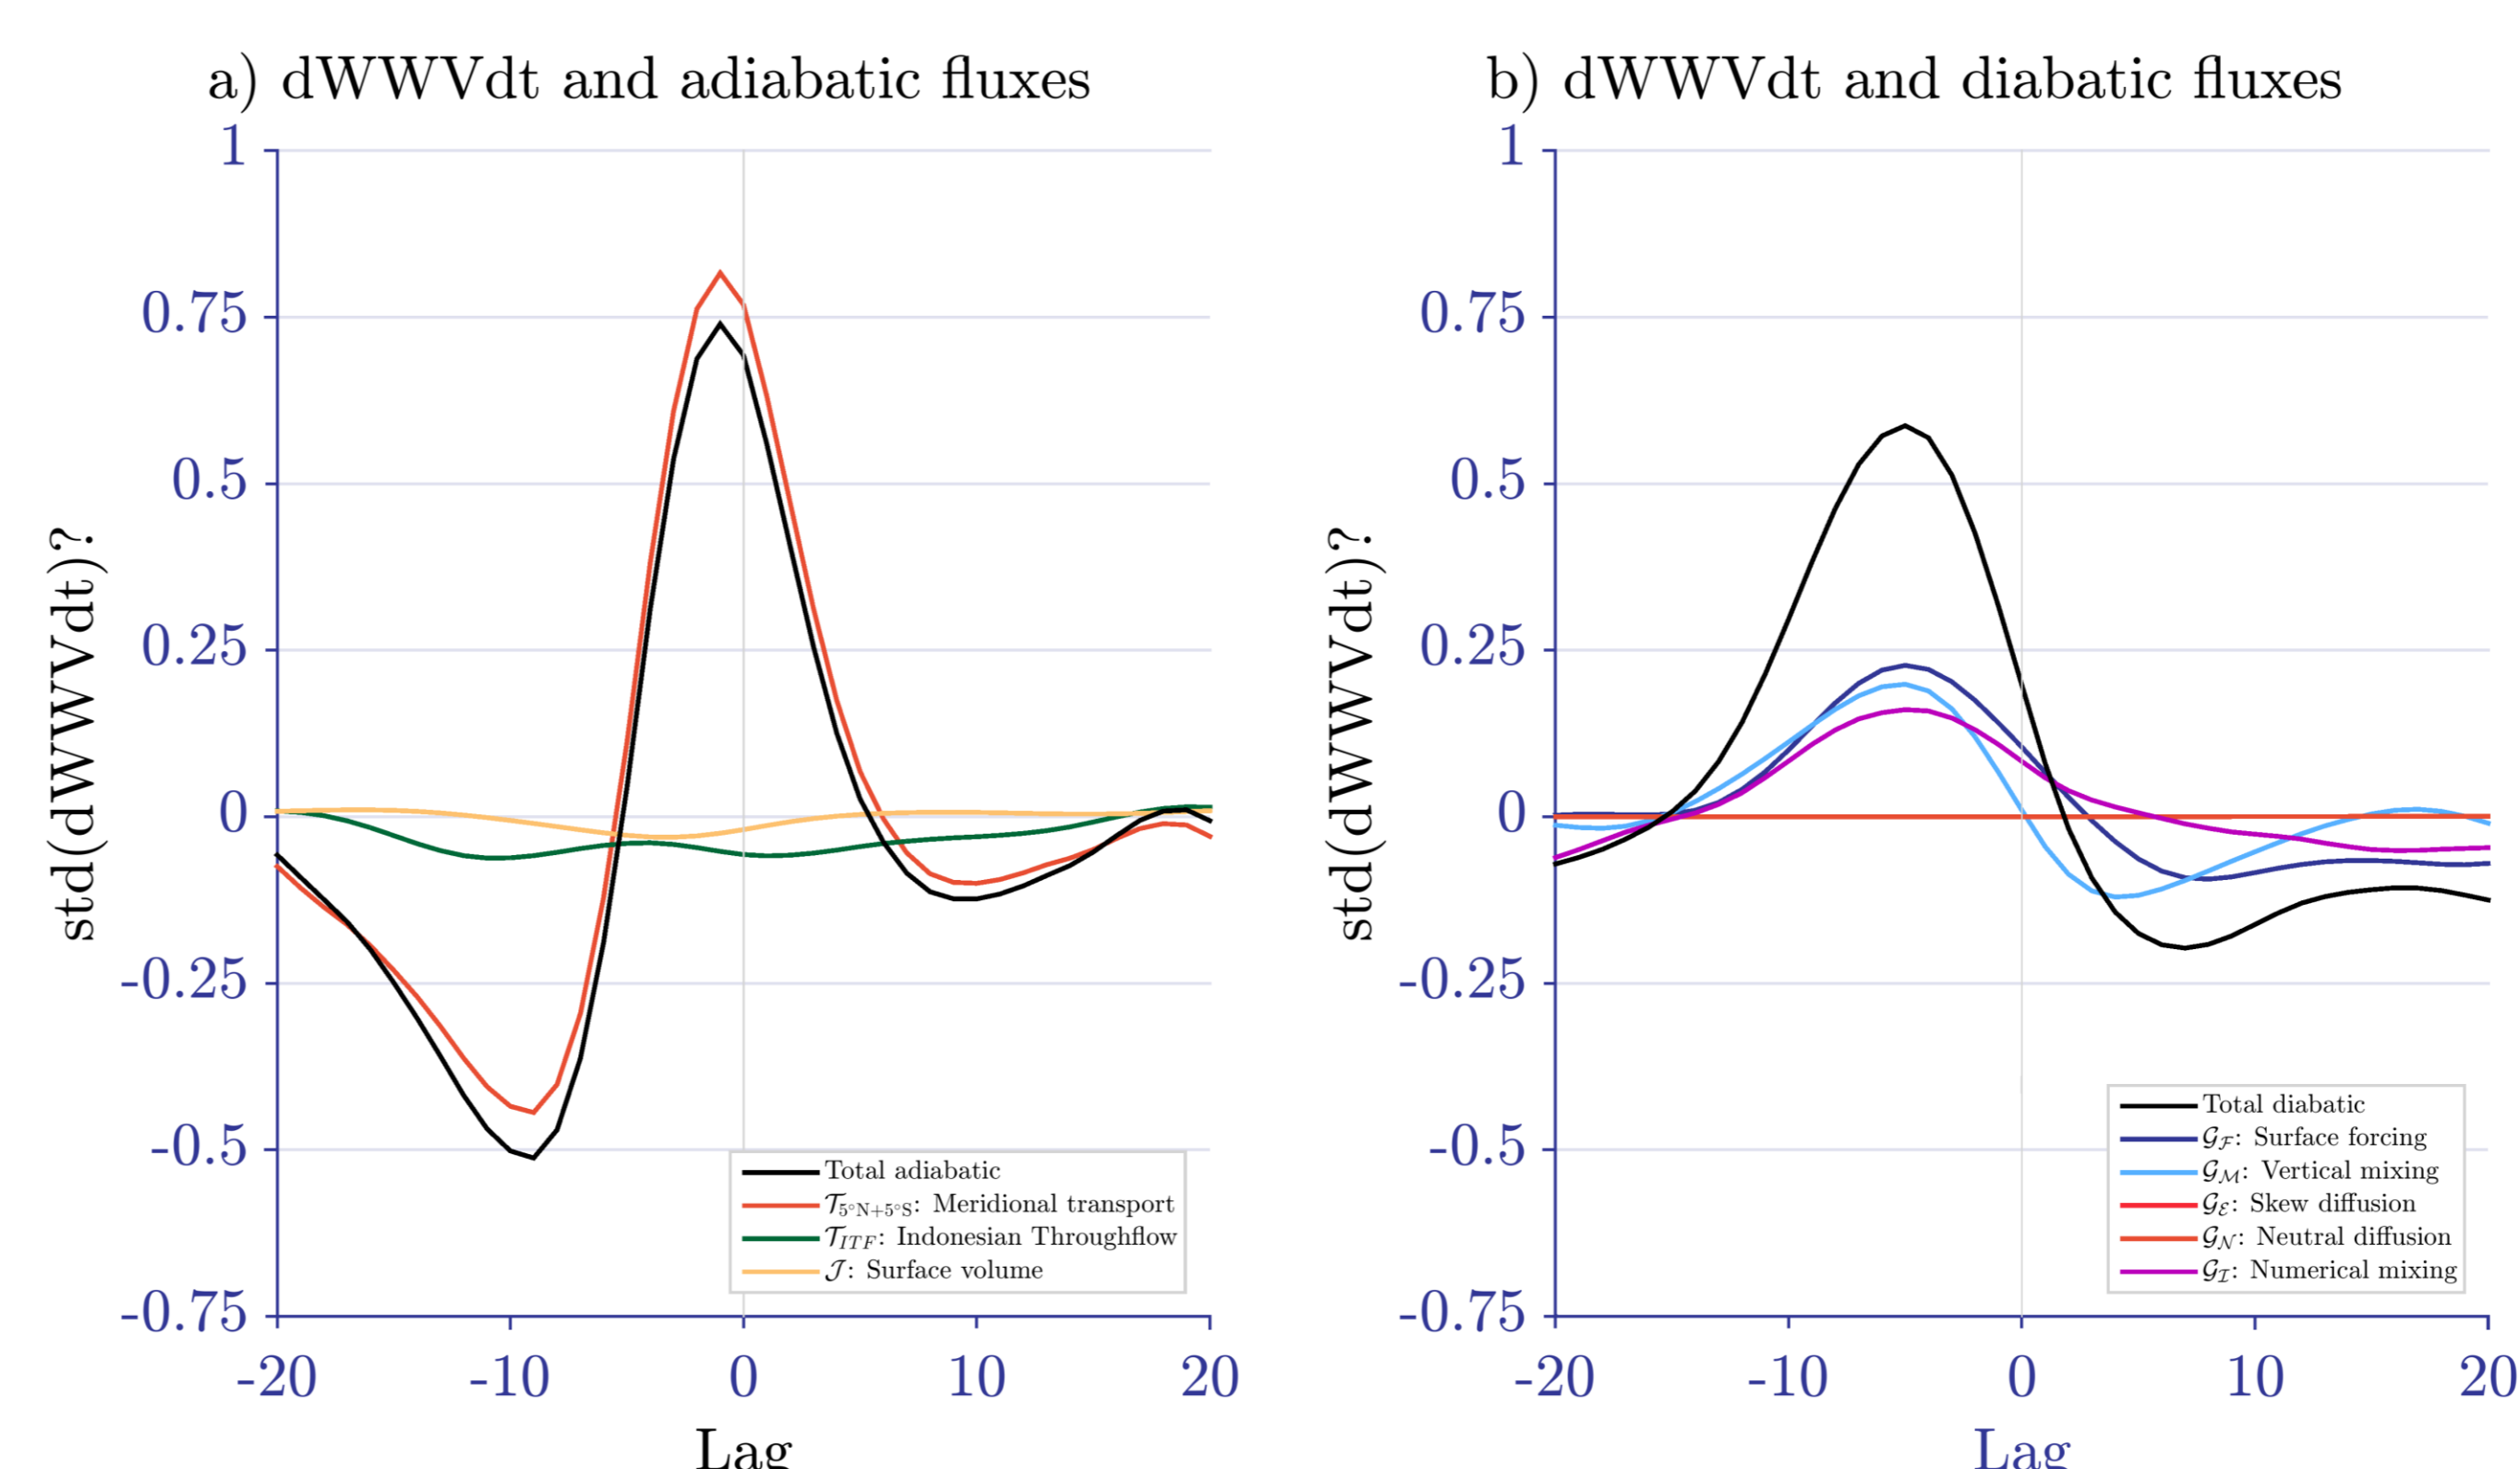 a) dWWVdt and adiabatic fluxes
1
0.75
0.5
0.25
0
-0.25
-0.5
-0.75
-20 -10 0 10 20
Lag
std(dWWVdt)?
Total adiabatic
𝒯5°N+5°S: Meridional transport
𝒯ITF: Indonesian Throughflow
𝒥: Surface volume
b) dWWVdt and diabatic fluxes
1
0.75
0.5
0.25
0
-0.25
-0.5
-0.75
-20 -10 0 10 20
Lag
std(dWWVdt)?
Total diabatic
𝒢ℱ: Surface forcing
𝒢ℳ: Vertical mixing
𝒢ℰ: Skew diffusion
𝒢𝒩: Neutral diffusion
𝒢ℐ: Numerical mixing